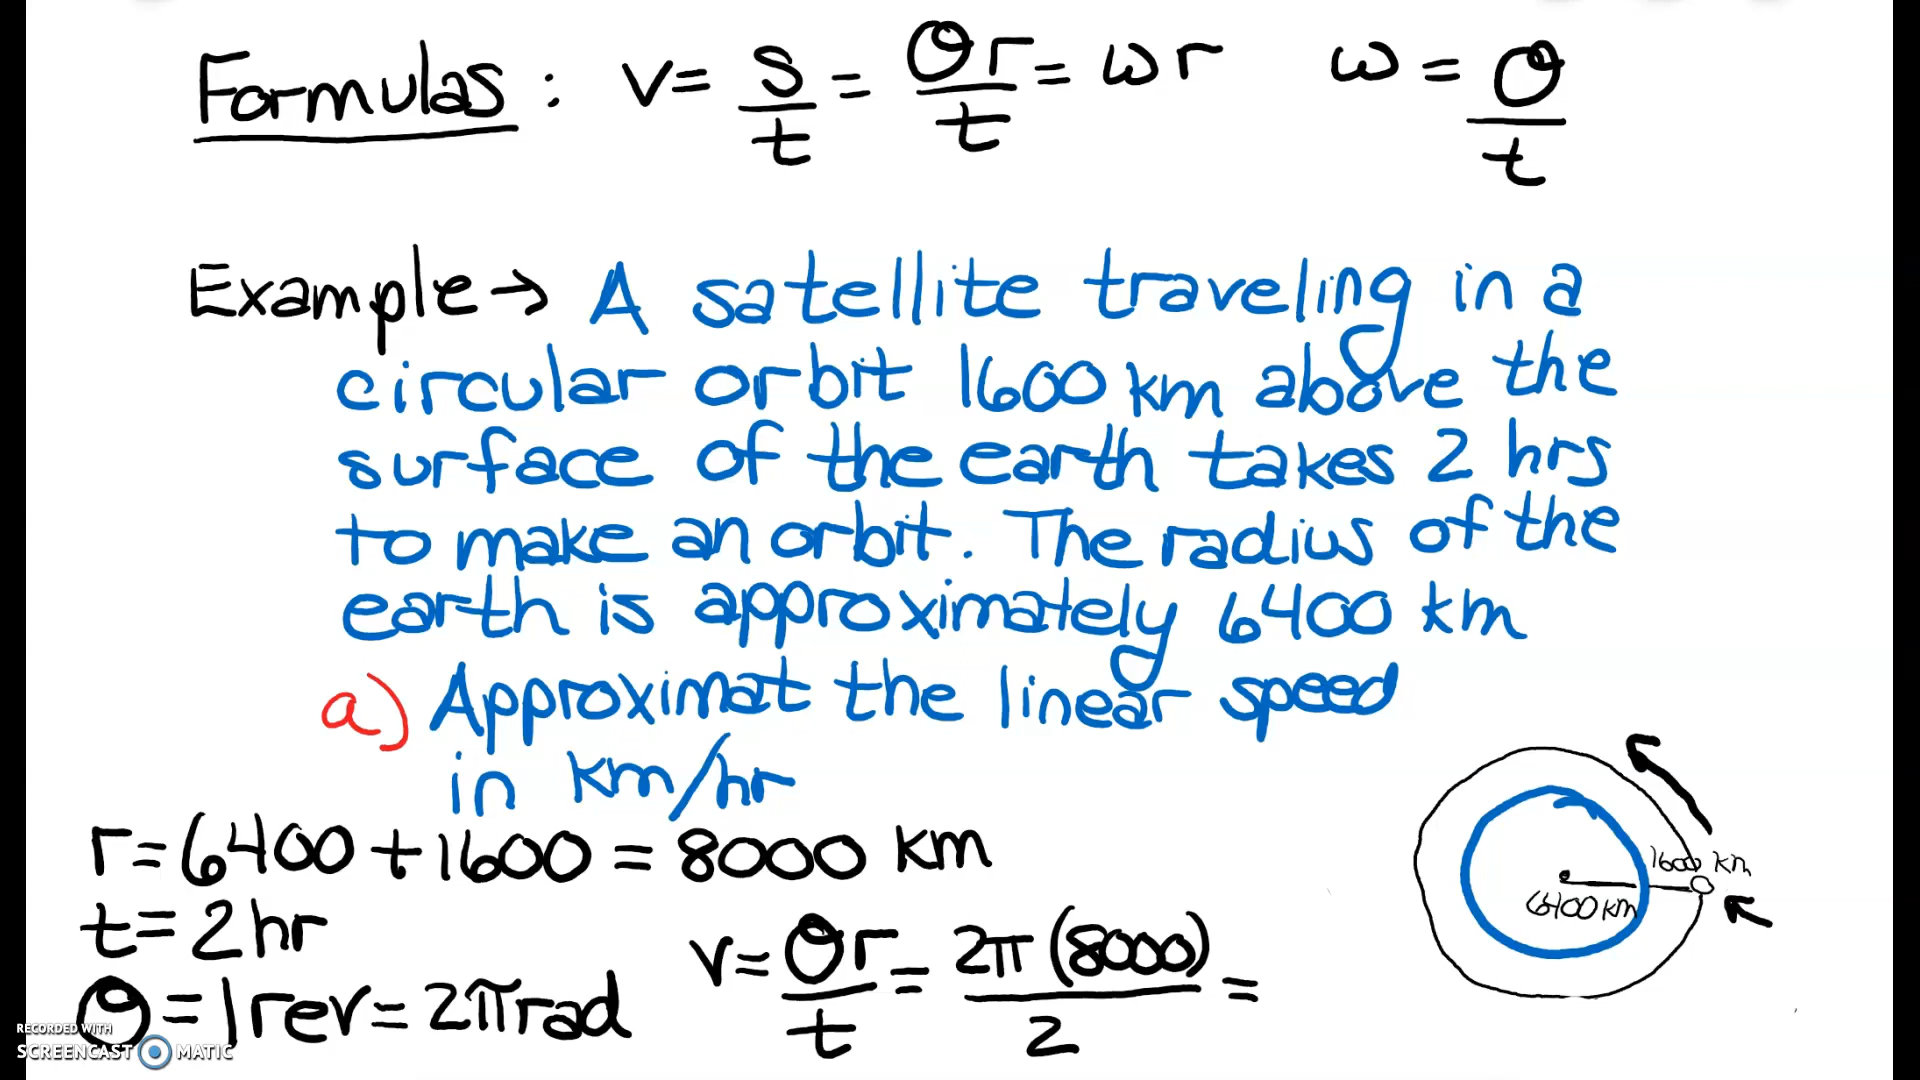 Formulas : v = s/t = θr/t = ωr ω = θ/t
Example → A satellite traveling in a
circular orbit 1600 km above the
surface of the earth takes 2 hrs
to make an orbit. The radius of the
earth is approximately 6400 km
a) Approximat the linear speed
in km/hr
r = 6400 + 1600 = 8000 km
t = 2 hr
θ = 1 rev = 2π rad
v = θr/t = 2π (8000)/2 =
1600 km
6400 km
RECORDED WITH
SCREENCAST MATIC